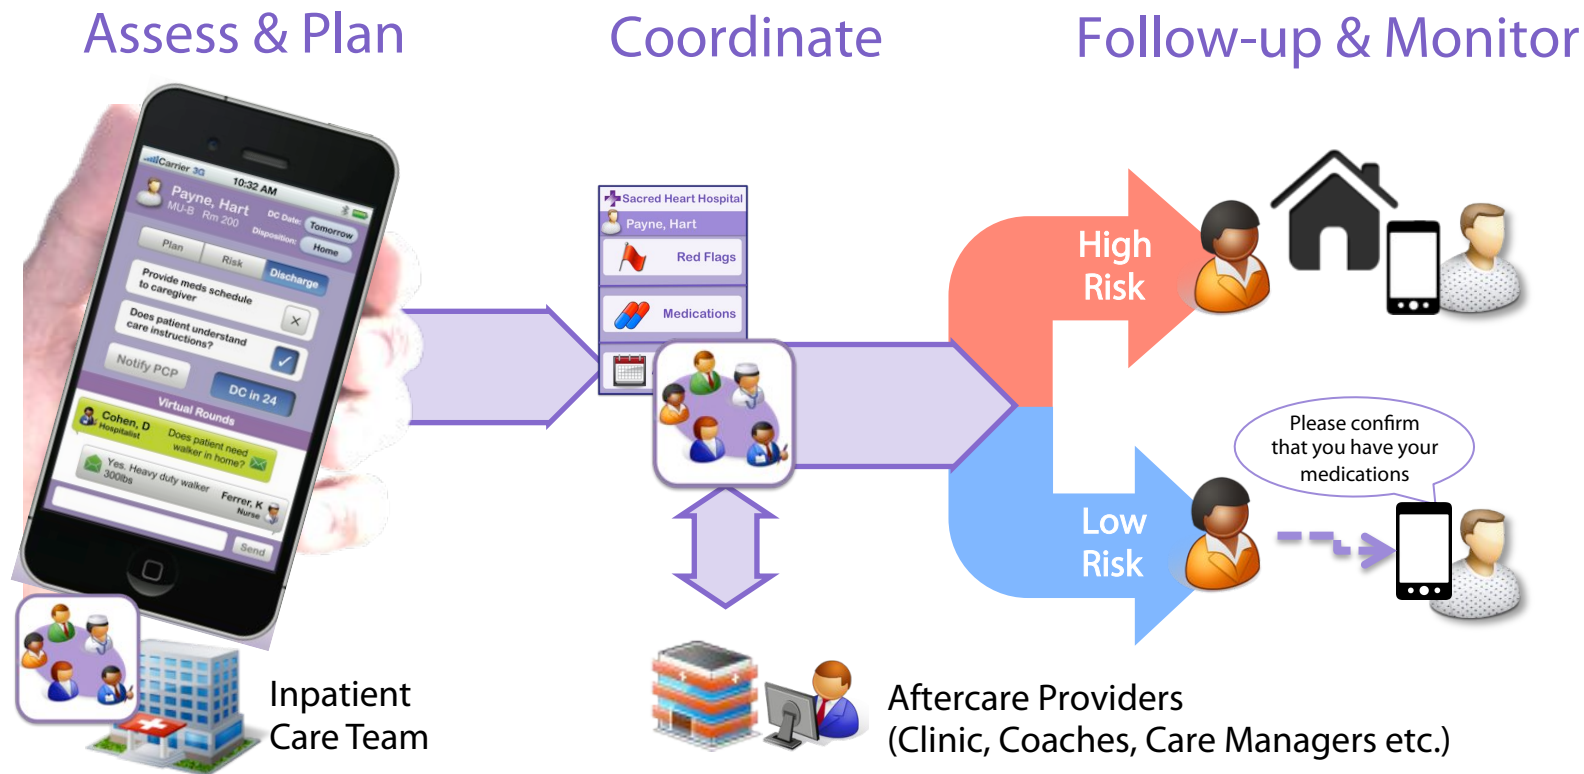 Assess & Plan
Coordinate
Follow-up & Monitor
Carrier 3G
10:32 AM
Payne, Hart
MU-B Rm 200
DC Date:
Tomorrow
Disposition:
Home
Plan
Risk
Discharge
Provide meds schedule
to caregiver
Does patient understand
care instructions?
Notify PCP
DC in 24
Virtual Rounds
Cohen, D
Hospitalist
Does patient need
walker in home?
Yes. Heavy duty walker
300lbs
Ferrer, K
Nurse
Send
Inpatient
Care Team
Sacred Heart Hospital
Payne, Hart
Red Flags
Medications
Aftercare Providers
(Clinic, Coaches, Care Managers etc.)
High
Risk
Low
Risk
Please confirm
that you have your
medications